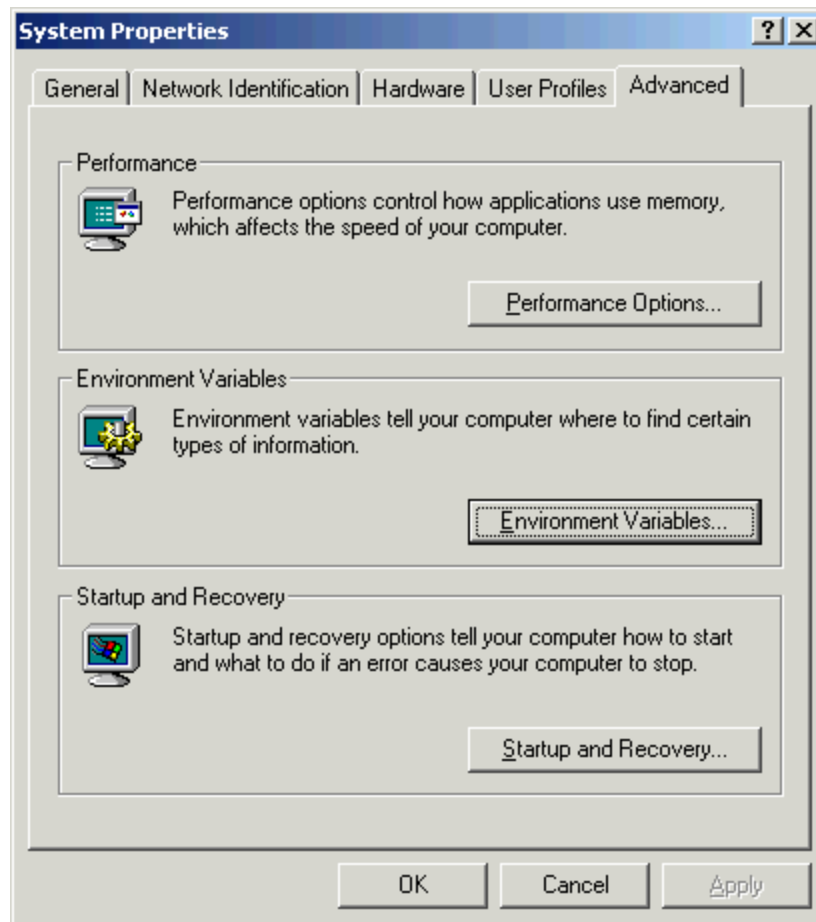 System Properties
General Network Identification Hardware User Profiles Advanced
Performance
Performance options control how applications use memory,
which affects the speed of your computer.
Performance Options...
Environment Variables
Environment variables tell your computer where to find certain
types of information.
Environment Variables...
Startup and Recovery
Startup and recovery options tell your computer how to start
and what to do if an error causes your computer to stop.
Startup and Recovery...
OK Cancel Apply